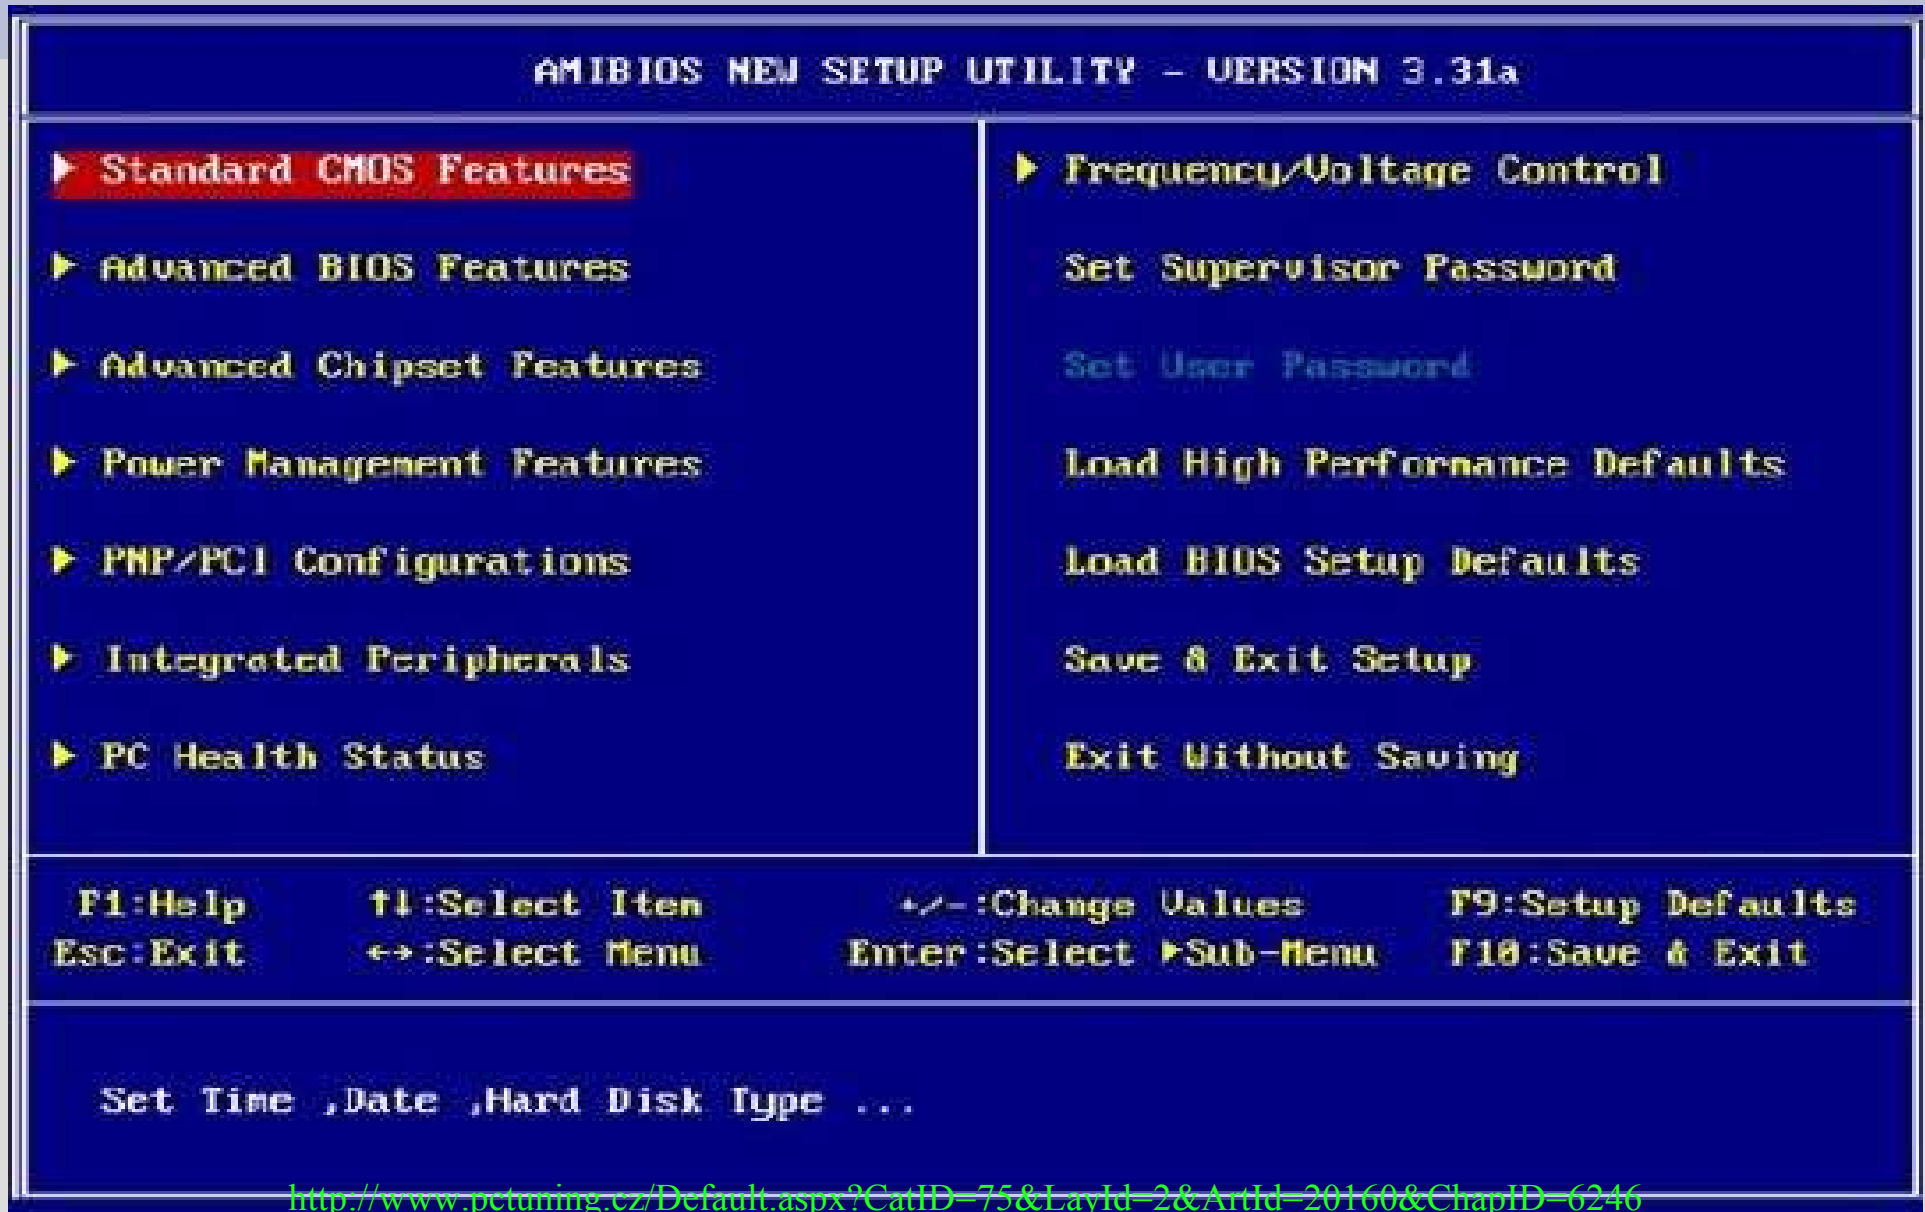 AMIBIOS NEW SETUP UTILITY - VERSION 3.31a
▶ Standard CMOS Features
▶ Advanced BIOS Features
▶ Advanced Chipset Features
▶ Power Management Features
▶ PNP/PCI Configurations
▶ Integrated Peripherals
▶ PC Health Status
▶ Frequency/Voltage Control
Set Supervisor Password
Set User Password
Load High Performance Defaults
Load BIOS Setup Defaults
Save & Exit Setup
Exit Without Saving
F1:Help ↑↓:Select Item +/-:Change Values F9:Setup Defaults
Esc:Exit ←→:Select Menu Enter:Select ▶Sub-Menu F10:Save & Exit
Set Time ,Date ,Hard Disk Type ...
http://www.pctuning.cz/Default.aspx?CatID=75&LayId=2&ArtId=20160&ChapID=6246